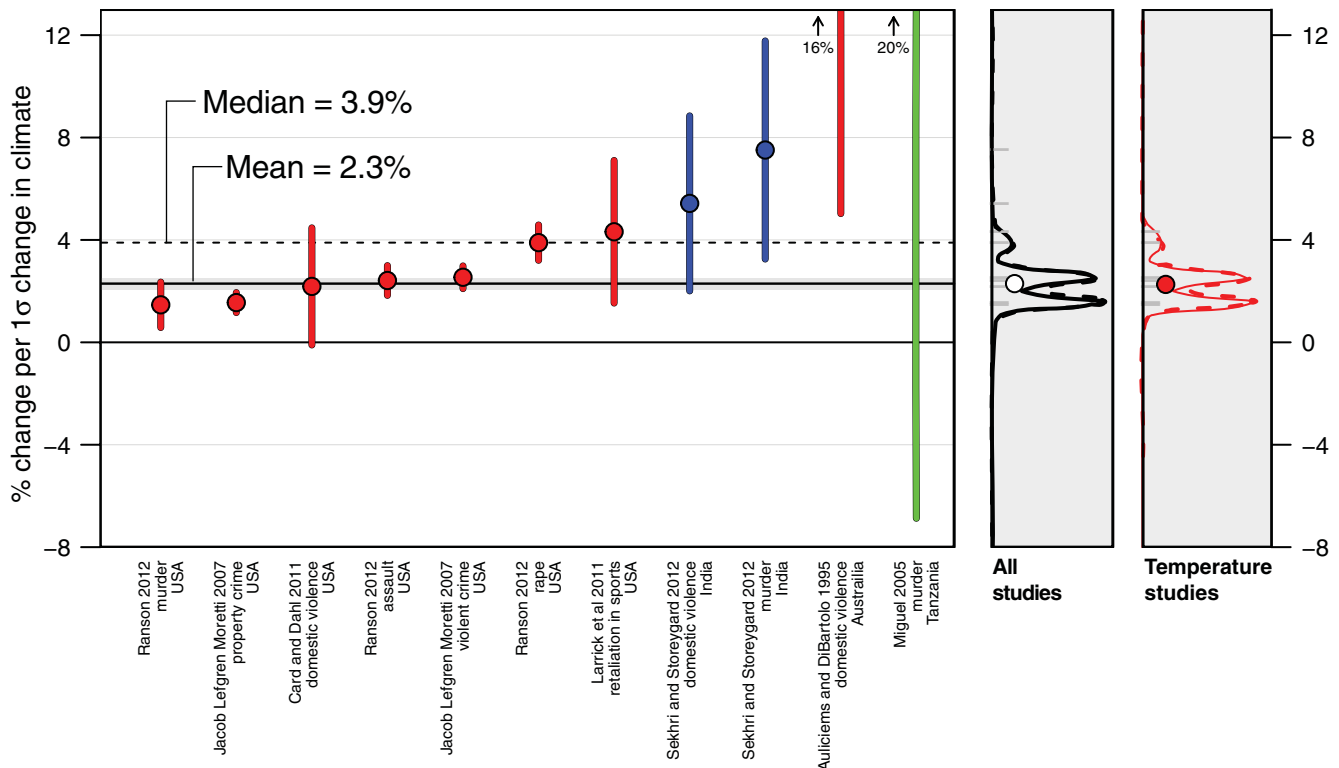 % change per 1σ change in climate
12
8
4
0
−4
−8
Median = 3.9%
Mean = 2.3%
16%
20%
Ranson 2012
murder
USA
Jacob Lefgren Moretti 2007
property crime
USA
Card and Dahl 2011
domestic violence
USA
Ranson 2012
assault
USA
Jacob Lefgren Moretti 2007
violent crime
USA
Ranson 2012
rape
USA
Larrick et al 2011
retaliation in sports
USA
Sekhri and Storeygard 2012
domestic violence
India
Sekhri and Storeygard 2012
murder
India
Auliciems and DiBartolo 1995
domestic violence
Austrailia
Miguel 2005
murder
Tanzania
All
studies
Temperature
studies
12
8
4
0
−4
−8